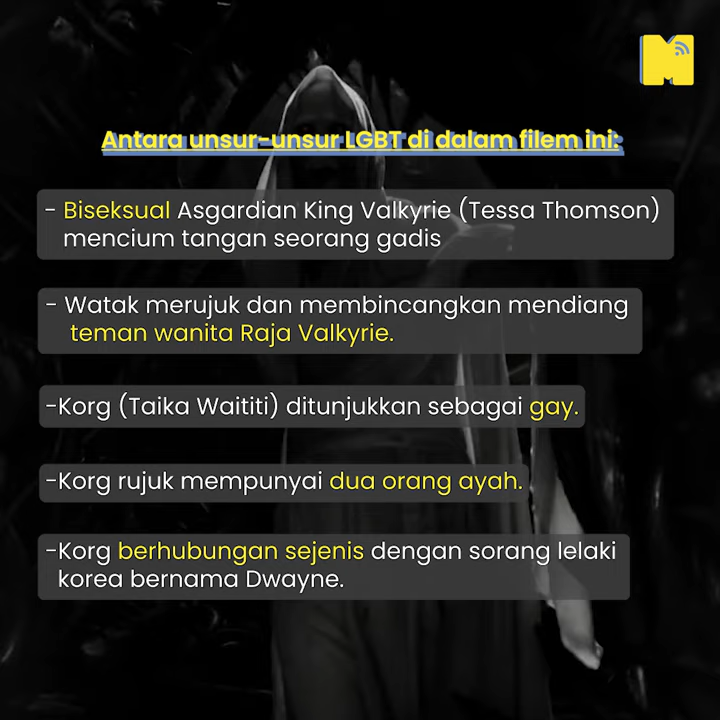 Antara unsur-unsur LGBT di dalam filem ini:
- Biseksual Asgardian King Valkyrie (Tessa Thomson)
mencium tangan seorang gadis
- Watak merujuk dan membincangkan mendiang
teman wanita Raja Valkyrie.
-Korg (Taika Waititi) ditunjukkan sebagai gay.
-Korg rujuk mempunyai dua orang ayah.
-Korg berhubungan sejenis dengan sorang lelaki
korea bernama Dwayne.